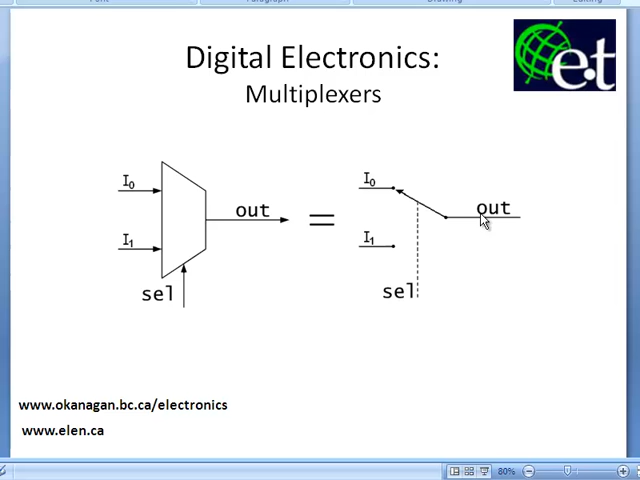 Digital Electronics:
Multiplexers
e·t
I0
I1
out
sel
=
I0
I1
out
sel
www.okanagan.bc.ca/electronics
www.elen.ca
80%